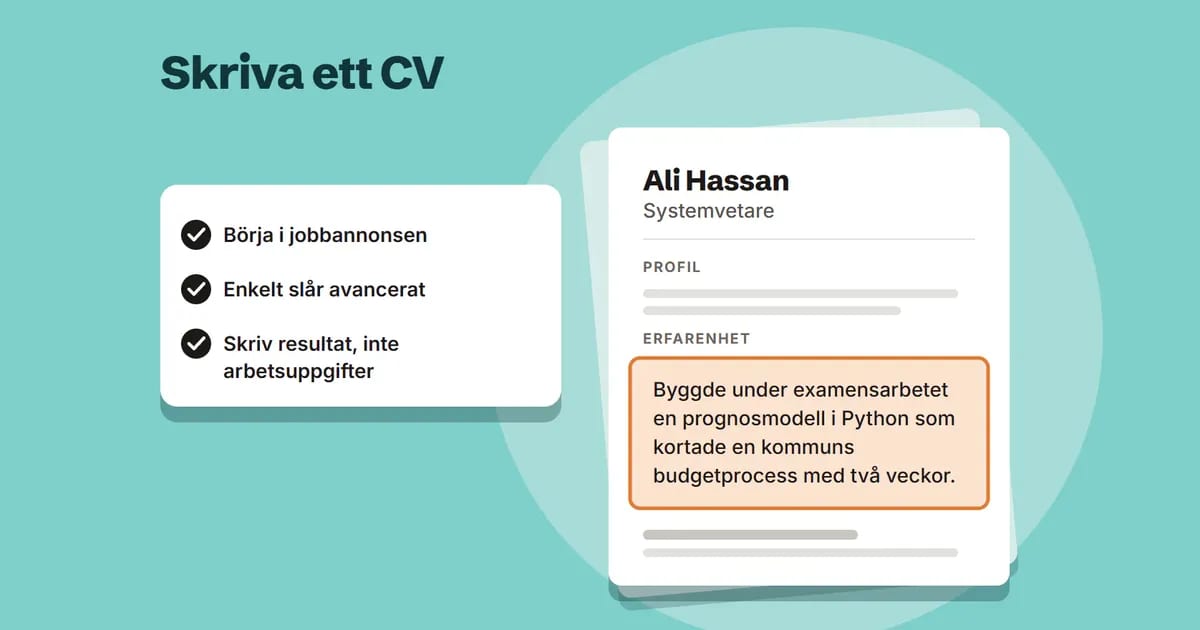 Skriva ett CV
Börja i jobbannonsen
Enkelt slår avancerat
Skriv resultat, inte
arbetsuppgifter
Ali Hassan
Systemvetare
PROFIL
ERFARENHET
Byggde under examensarbetet
en prognosmodell i Python som
kortade en kommuns
budgetprocess med två veckor.